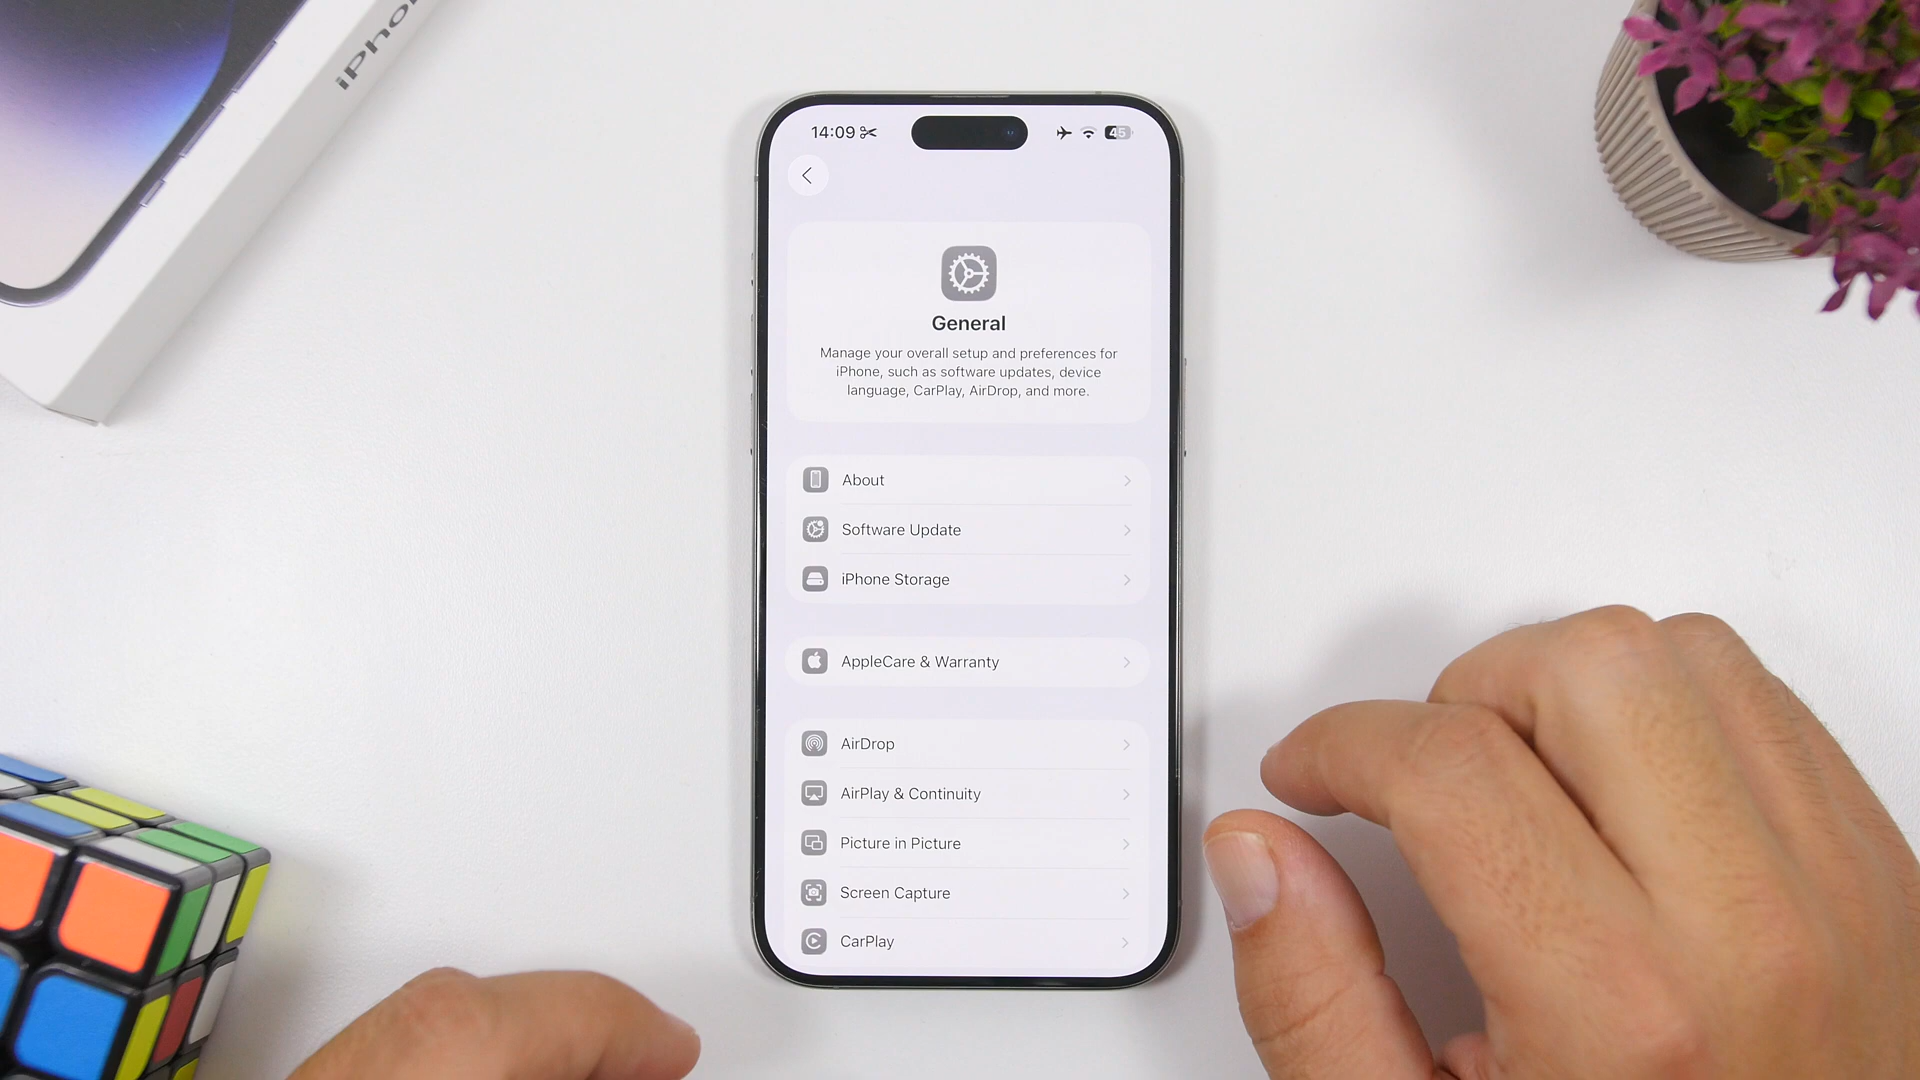 iPhon
14:09
45
General
Manage your overall setup and preferences for
iPhone, such as software updates, device
language, CarPlay, AirDrop, and more.
About
Software Update
iPhone Storage
AppleCare & Warranty
AirDrop
AirPlay & Continuity
Picture in Picture
Screen Capture
CarPlay